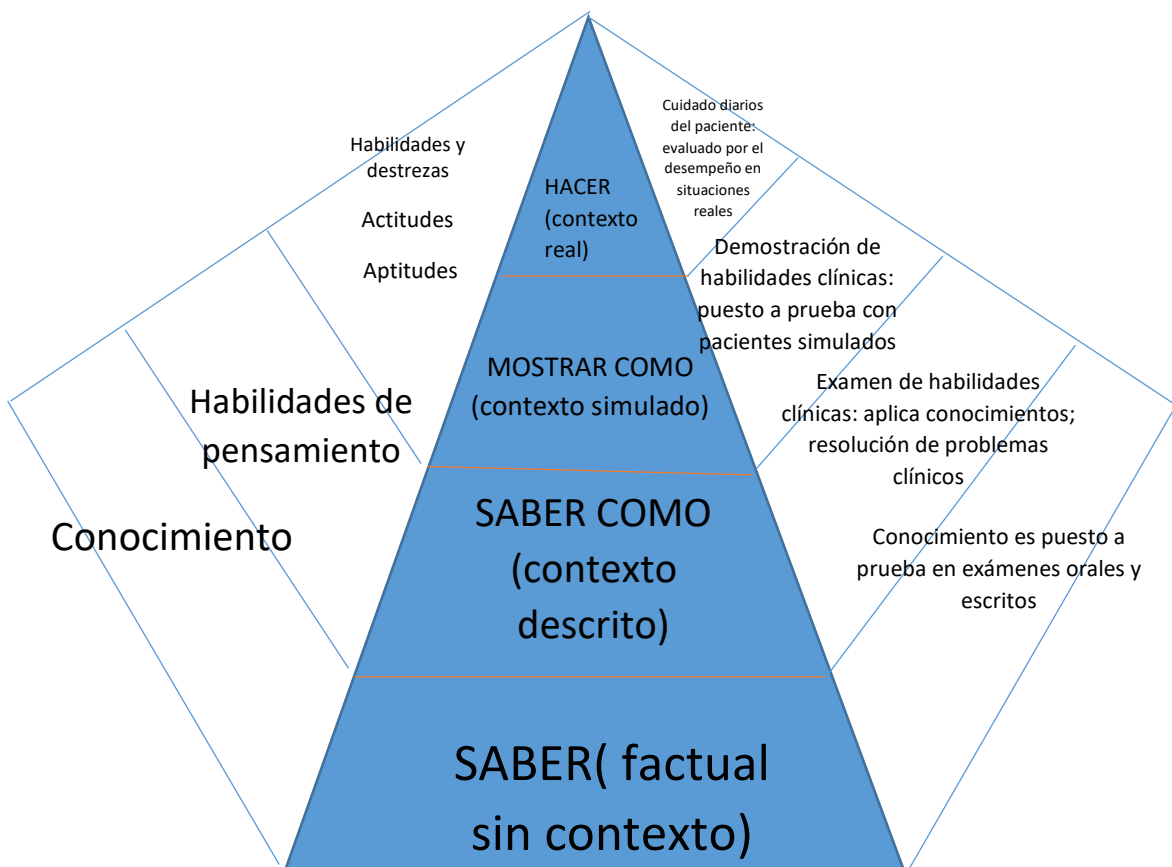 Habilidades y
destrezas
Actitudes
Aptitudes
Habilidades de
pensamiento
Conocimiento
HACER
(contexto
real)
MOSTRAR COMO
(contexto simulado)
SABER COMO
(contexto
descrito)
SABER( factual
sin contexto)
Cuidado diarios
del paciente:
evaluado por el
desempeño en
situaciones
reales
Demostración de
habilidades clínicas:
puesto a prueba con
pacientes simulados
Examen de habilidades
clínicas: aplica conocimientos;
resolución de problemas
clínicos
Conocimiento es puesto a
prueba en exámenes orales y
escritos